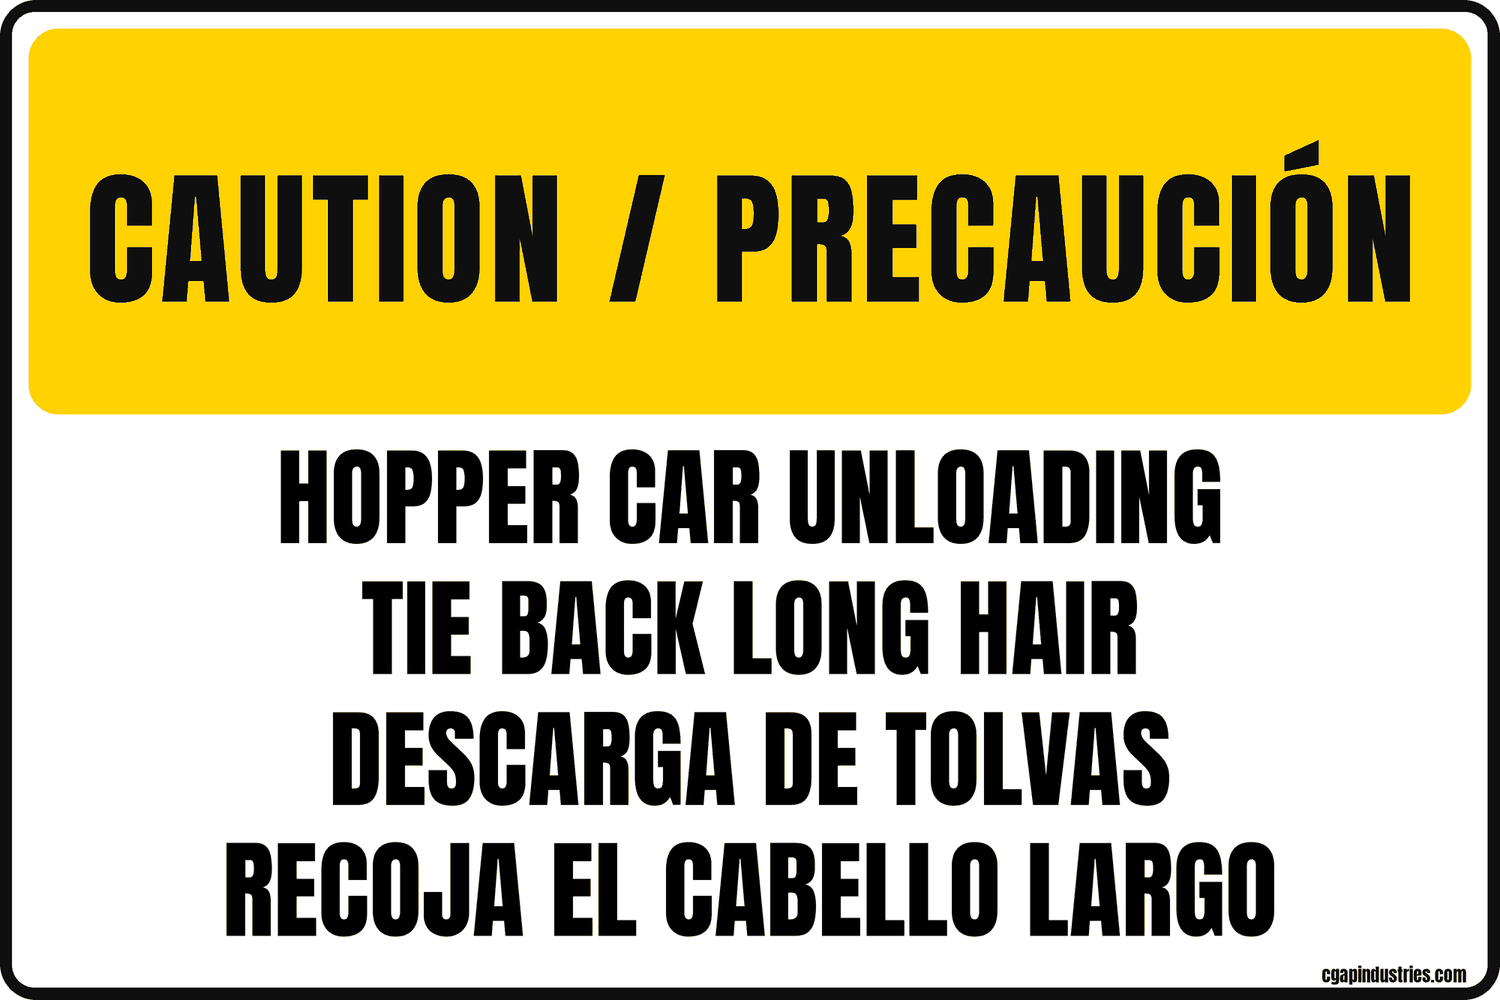 CAUTION / PRECAUCIÓN
HOPPER CAR UNLOADING
TIE BACK LONG HAIR
DESCARGA DE TOLVAS
RECOJA EL CABELLO LARGO
cgapindustries.com